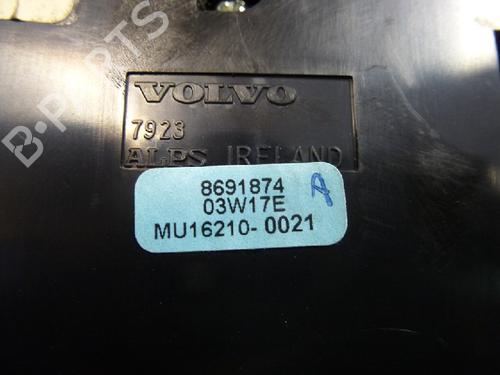 VOLVO
7923
ALPS IRELAND
8691874 A
03W17E
MU16210-0021
B-PARTS